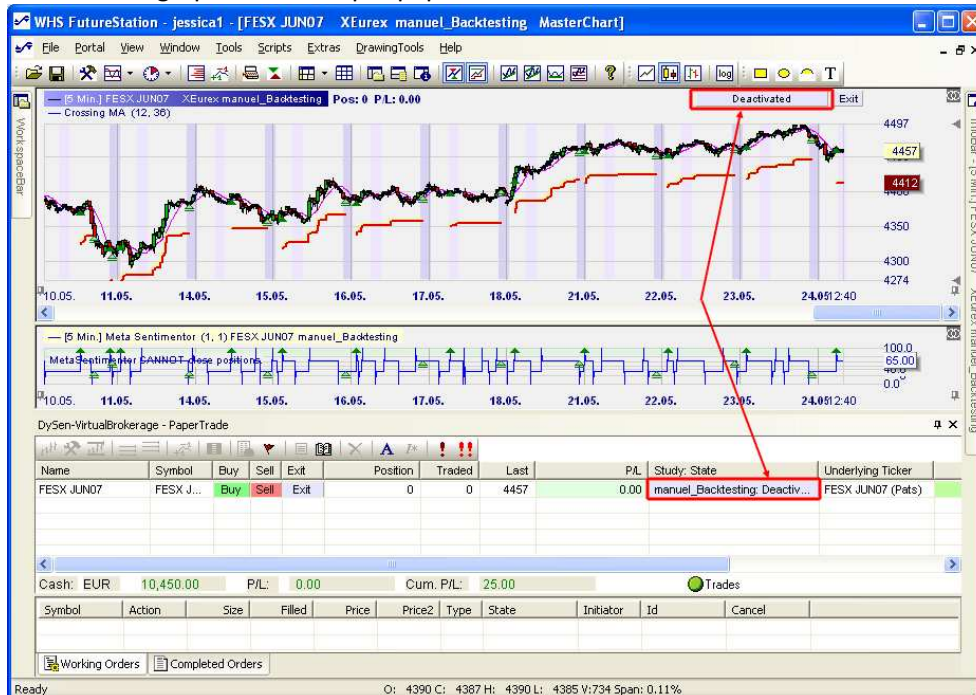 WHS FutureStation - jessica1 - [FESX JUN07 XEurex manuel_Backtesting MasterChart]
File Portal View Window Tools Scripts Extras DrawingTools Help
log T
WorkspaceBar
[5 Min.] FESX JUN07 XEurex manuel_Backtesting Pos: 0 P/L: 0.00 Deactivated Exit
Crossing MA (12, 36)
4497
4457
4412
4350
4300
4274
10.05. 11.05. 14.05. 15.05. 16.05. 17.05. 18.05. 21.05. 22.05. 23.05. 24.05 12:40
[5 Min.] Meta Sentimentor (1, 1) FESX JUN07 manuel_Backtesting
MetaSentimentor CANNOT close positions
100.0
65.00
0.0
10.05. 11.05. 14.05. 15.05. 16.05. 17.05. 18.05. 21.05. 22.05. 23.05. 24.05 12:40
DySen-VirtualBrokerage - PaperTrade
Name Symbol Buy Sell Exit Position Traded Last P/L Study: State Underlying Ticker
FESX JUN07 FESX J... Buy Sell Exit 0 0 4457 0.00 manuel_Backtesting: Deactiv... FESX JUN07 (Pats)
Cash: EUR 10,450.00 P/L: 0.00 Cum. P/L: 25.00 Trades
Symbol Action Size Filled Price Price2 Type State Initiator Id Cancel
Working Orders Completed Orders
Ready O: 4390 C: 4387 H: 4390 L: 4385 V:734 Span: 0.11%